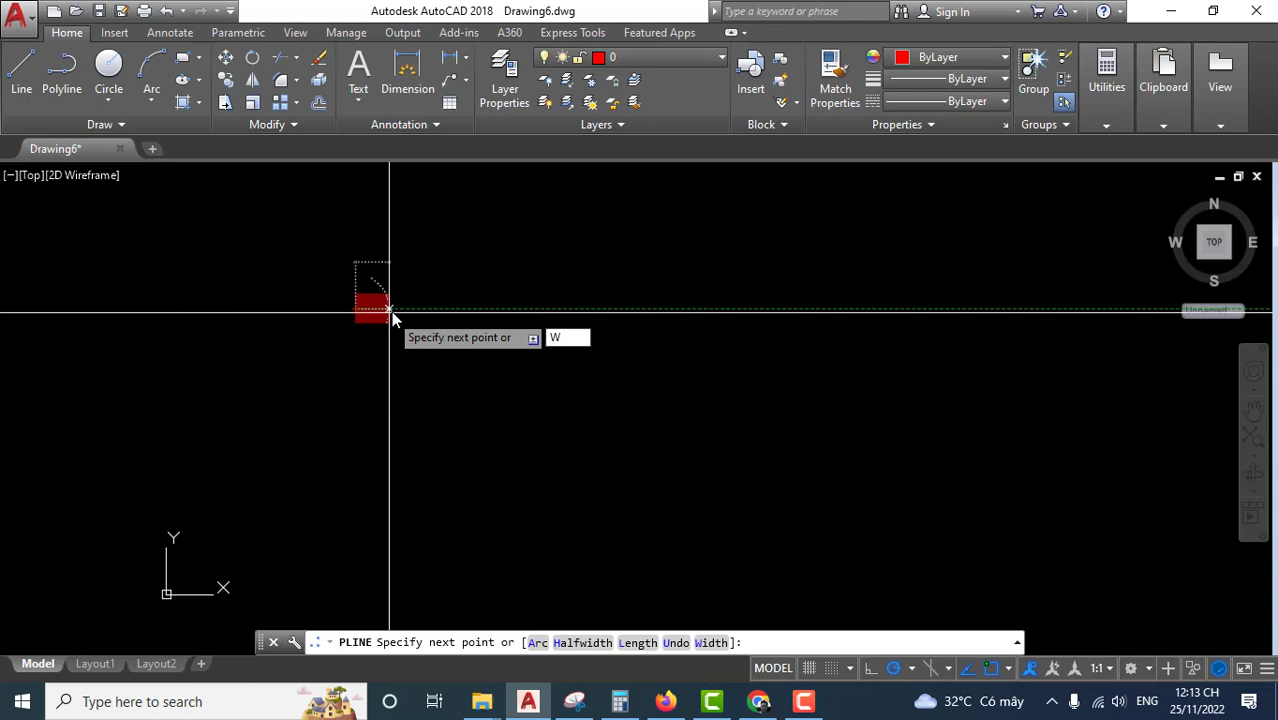 Autodesk AutoCAD 2018 Drawing6.dwg
Type a keyword or phrase
Sign In
Home Insert Annotate Parametric View Manage Output Add-ins A360 Express Tools Featured Apps
0
ByLayer
ByLayer
ByLayer
Line Polyline Circle Arc Text Dimension Layer Properties Insert Match Properties Group Utilities Clipboard View
Draw Modify Annotation Layers Block Properties Groups
Drawing6*
[−][Top][2D Wireframe]
N
W TOP E
S
Specify next point or W
Y
X
PLINE Specify next point or [Arc Halfwidth Length Undo Width]:
Model Layout1 Layout2 +
MODEL 1:1
Type here to search
32°C Có mây ENG
12:13 CH
25/11/2022